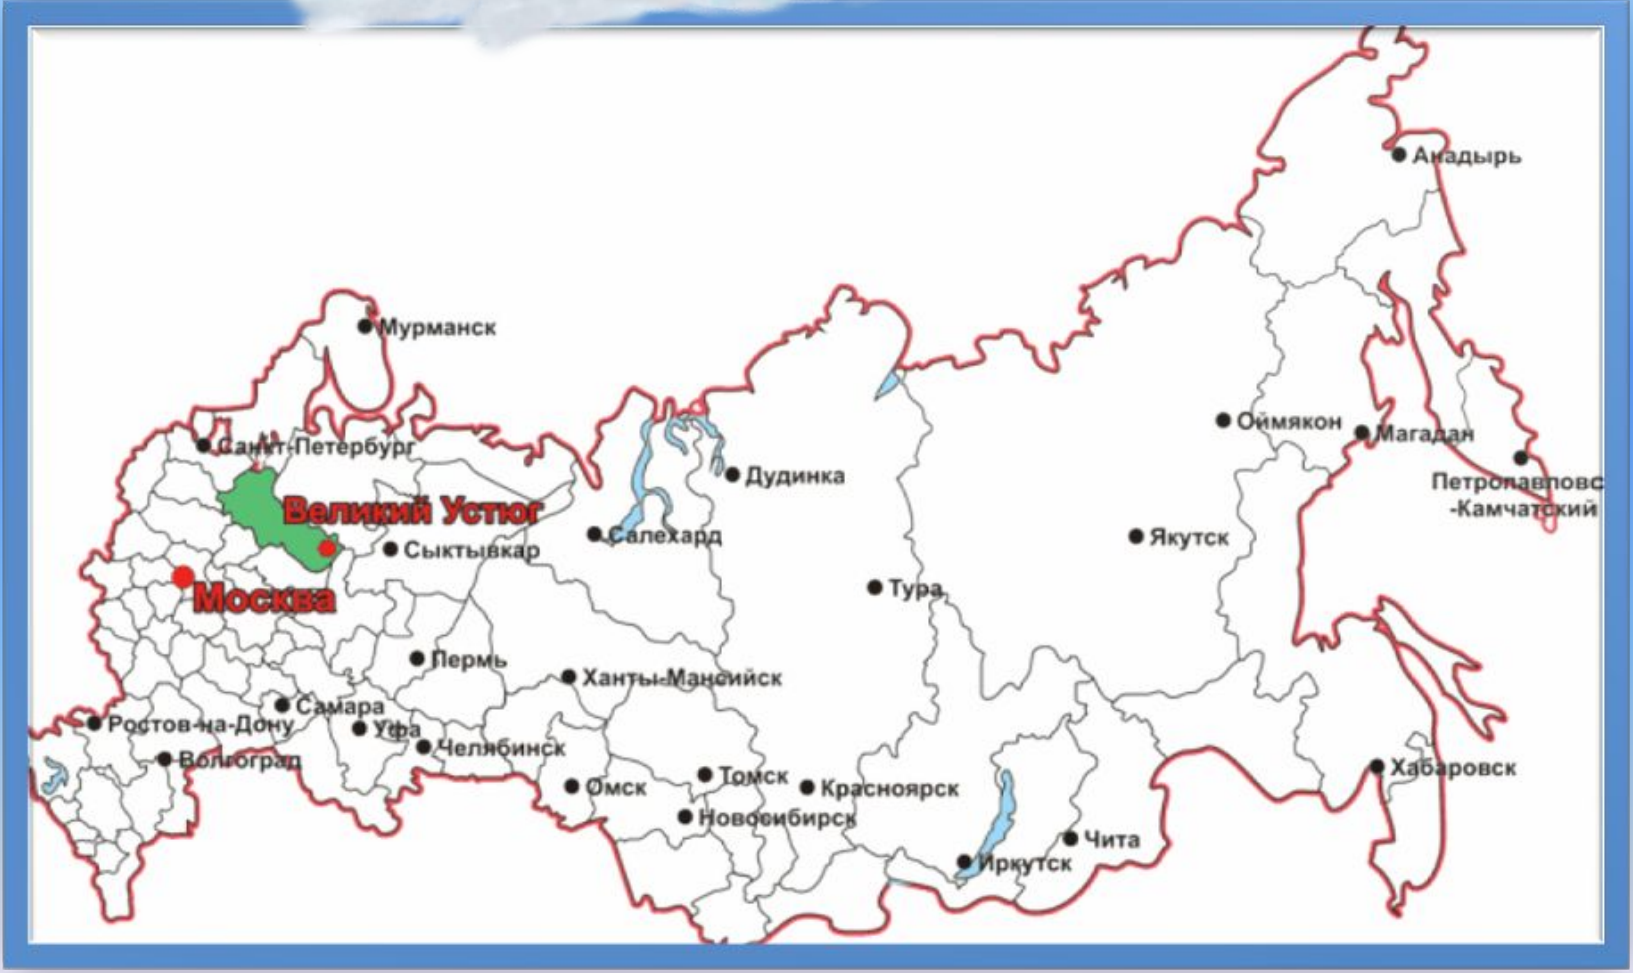 Анадырь
Мурманск
Оймякон
Магадан
Санкт-Петербург
Дудинка
Петропавловс
-Камчатский
Великий Устюг
Салехард
Якутск
Сыктывкар
Тура
Москва
Пермь
Ханты-Мансийск
Самара
Ростов-на-Дону
Уфа
Челябинск
Волгоград
Хабаровск
Томск
Омск
Красноярск
Новосибирск
Чита
Иркутск